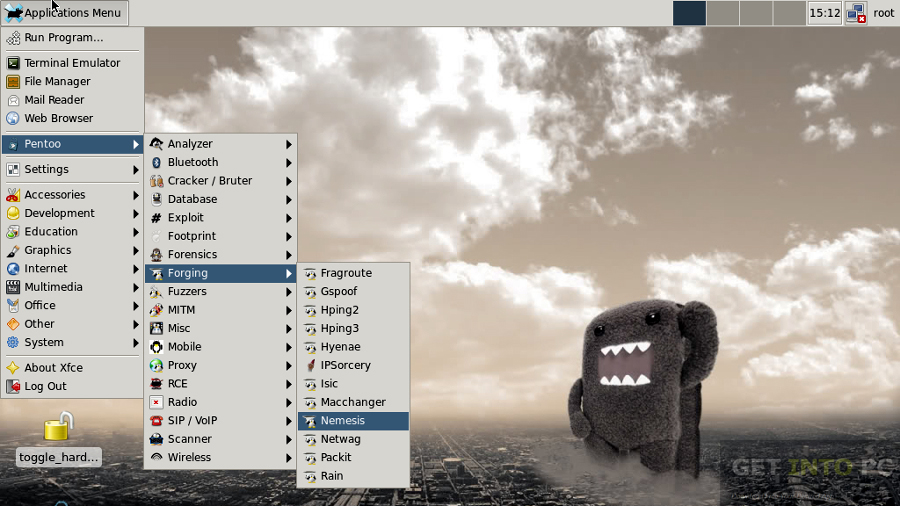 Applications Menu
15:12
root
Run Program...
Terminal Emulator
File Manager
Mail Reader
Web Browser
Pentoo
Settings
Accessories
Development
Education
Graphics
Internet
Multimedia
Office
Other
System
About Xfce
Log Out
Analyzer
Bluetooth
Cracker / Bruter
Database
Exploit
Footprint
Forensics
Forging
Fuzzers
MITM
Misc
Mobile
Proxy
RCE
Radio
SIP / VoIP
Scanner
Wireless
Fragroute
Gspoof
Hping2
Hping3
Hyenae
IPSorcery
Isic
Macchanger
Nemesis
Netwag
Packit
Rain
toggle_hard...
GET INTO PC